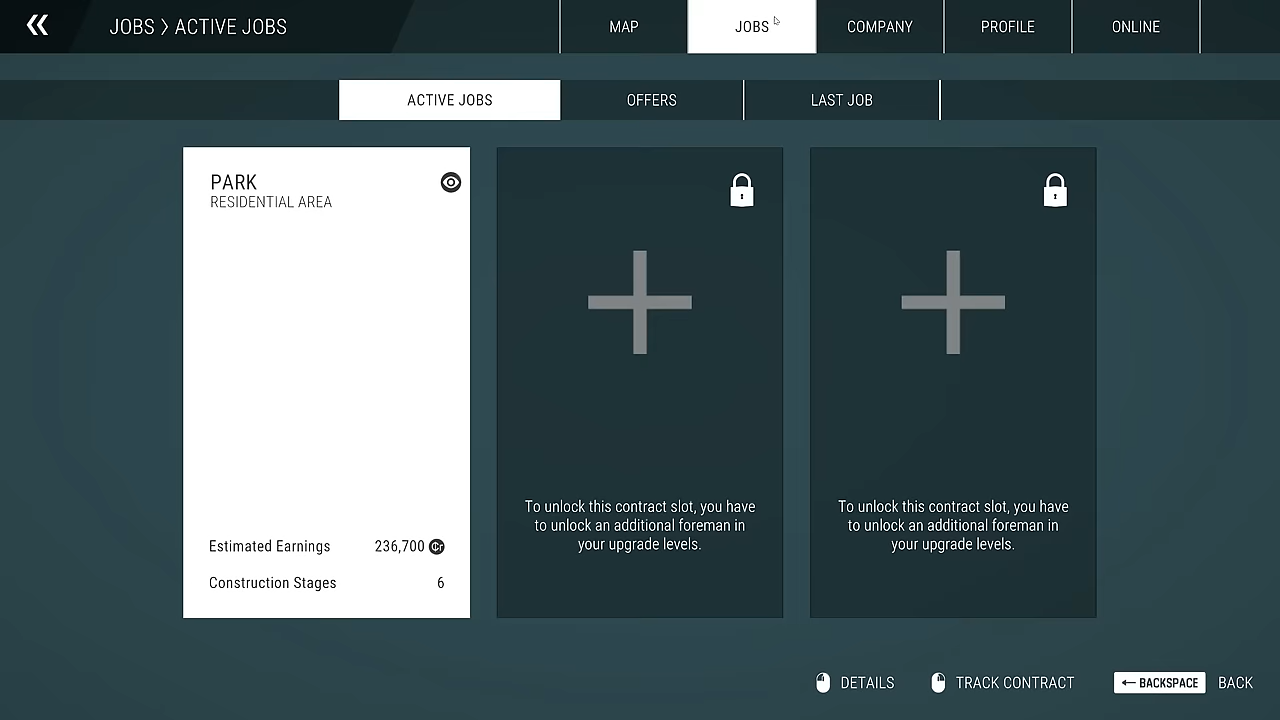 JOBS > ACTIVE JOBS
MAP
JOBS
COMPANY
PROFILE
ONLINE
ACTIVE JOBS
OFFERS
LAST JOB
PARK
RESIDENTIAL AREA
Estimated Earnings 236,700 Cr
Construction Stages 6
To unlock this contract slot, you have
to unlock an additional foreman in
your upgrade levels.
To unlock this contract slot, you have
to unlock an additional foreman in
your upgrade levels.
DETAILS
TRACK CONTRACT
← BACKSPACE
BACK